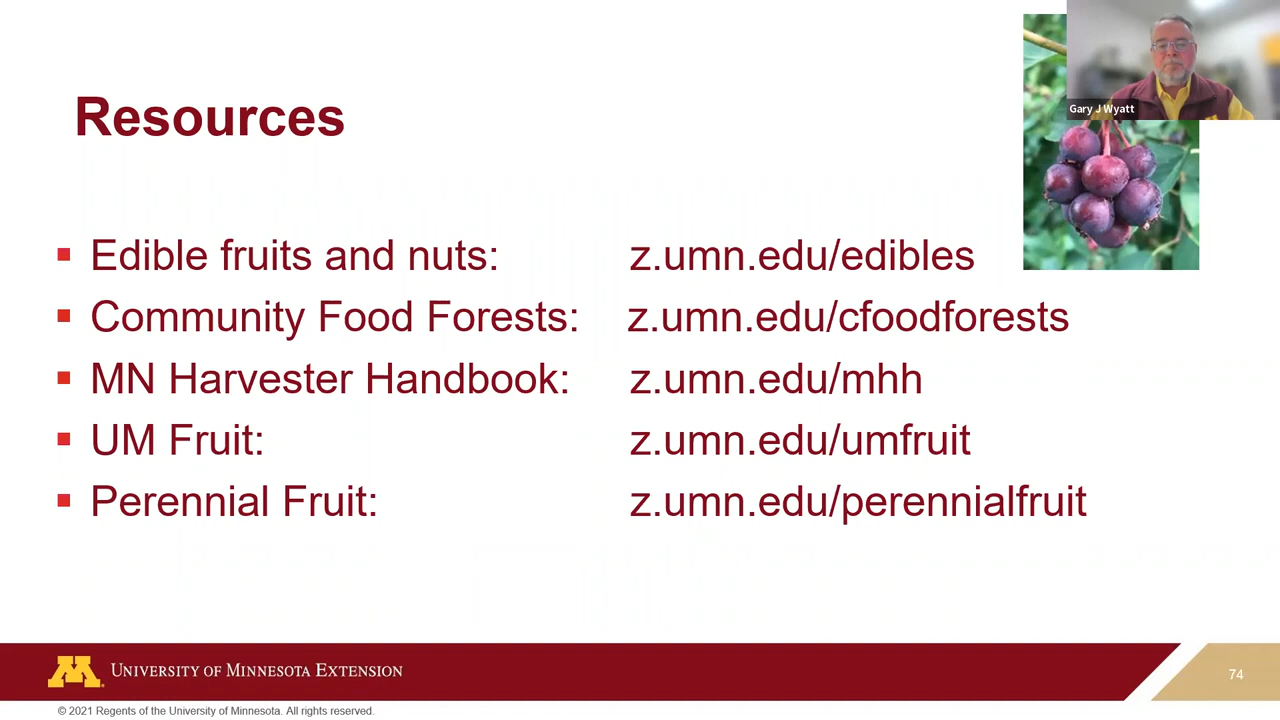 Gary J Wyatt
Resources
▪ Edible fruits and nuts: z.umn.edu/edibles
▪ Community Food Forests: z.umn.edu/cfoodforests
▪ MN Harvester Handbook: z.umn.edu/mhh
▪ UM Fruit: z.umn.edu/umfruit
▪ Perennial Fruit: z.umn.edu/perennialfruit
M UNIVERSITY OF MINNESOTA EXTENSION
74
© 2021 Regents of the University of Minnesota. All rights reserved.